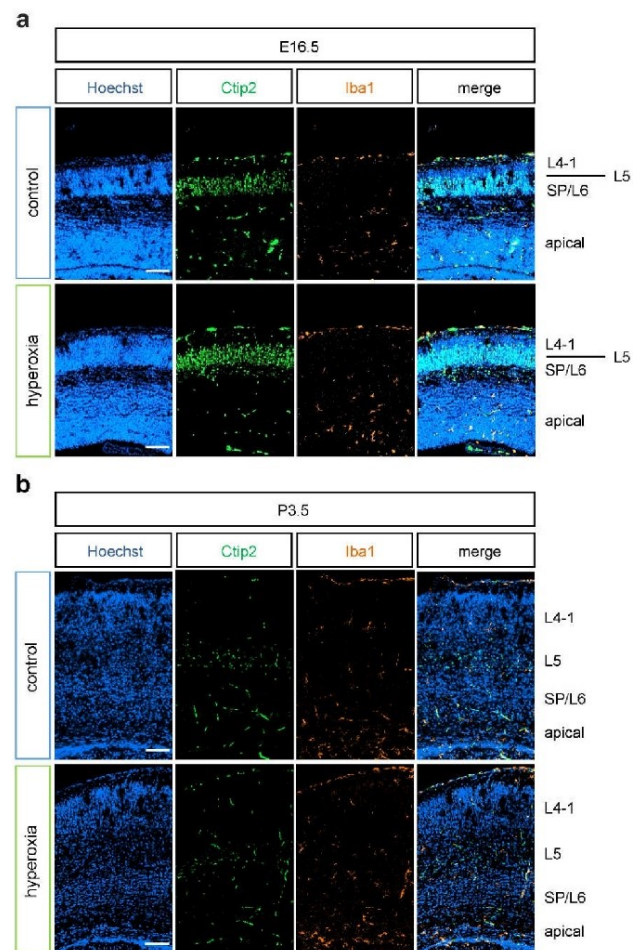 a
E16.5
Hoechst Ctip2 Iba1 merge
control
L4-1
L5
SP/L6
apical
hyperoxia
L4-1
L5
SP/L6
apical
b
P3.5
Hoechst Ctip2 Iba1 merge
control
L4-1
L5
SP/L6
apical
hyperoxia
L4-1
L5
SP/L6
apical